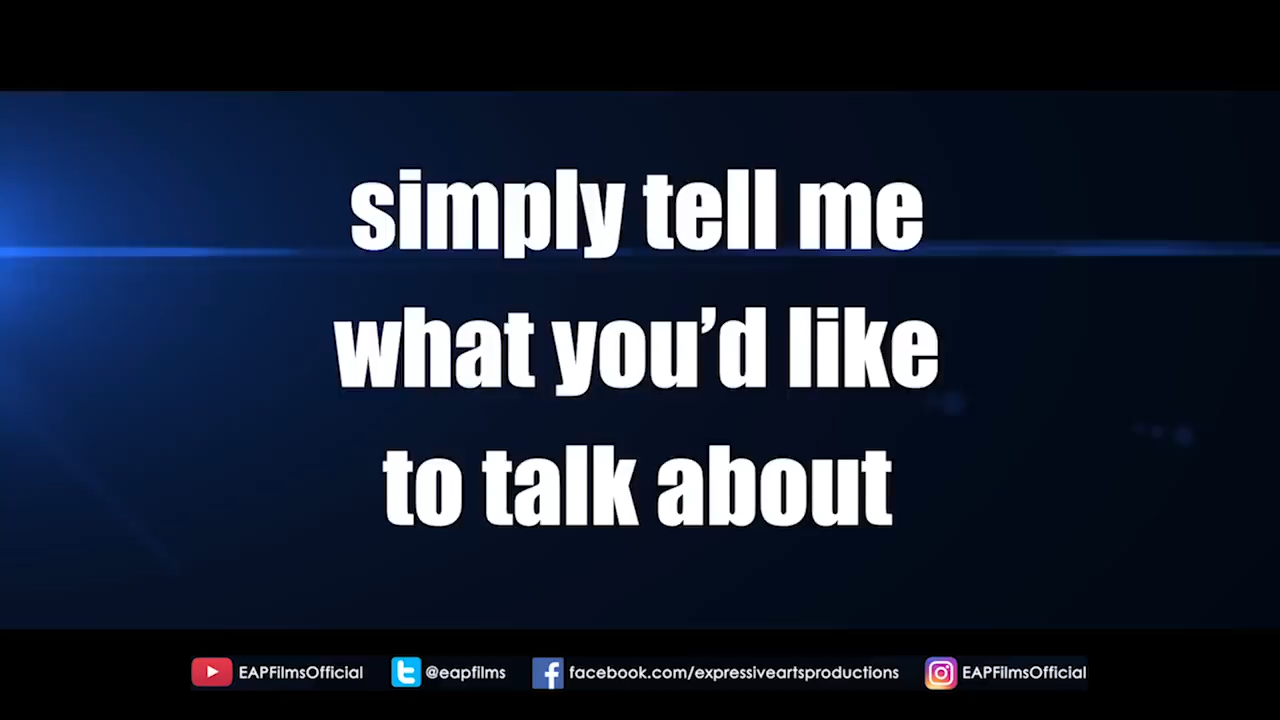 simply tell me
what you’d like
to talk about
EAPFilmsOfficial @eapfilms facebook.com/expressiveartsproductions EAPFilmsOfficial